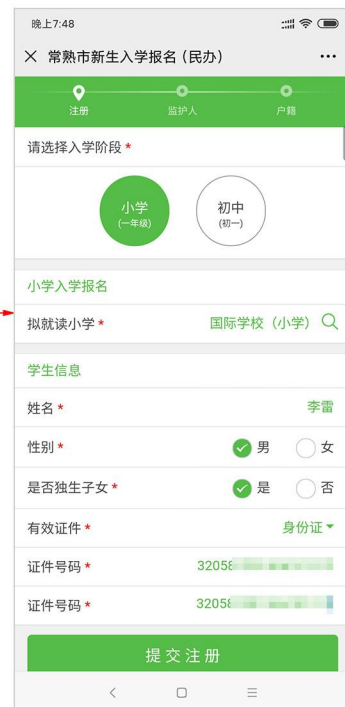 晚上7:48
常熟市新生入学报名(民办)
注册 监护人 户籍
请选择入学阶段*
小学 初中
(一年级) (初一)
小学入学报名
拟就读小学* 国际学校（小学）
学生信息
姓名* 李雷
性别* 男 女
是否独生子女* 是 否
有效证件* 身份证
证件号码* 32058
证件号码* 32058
提交注册